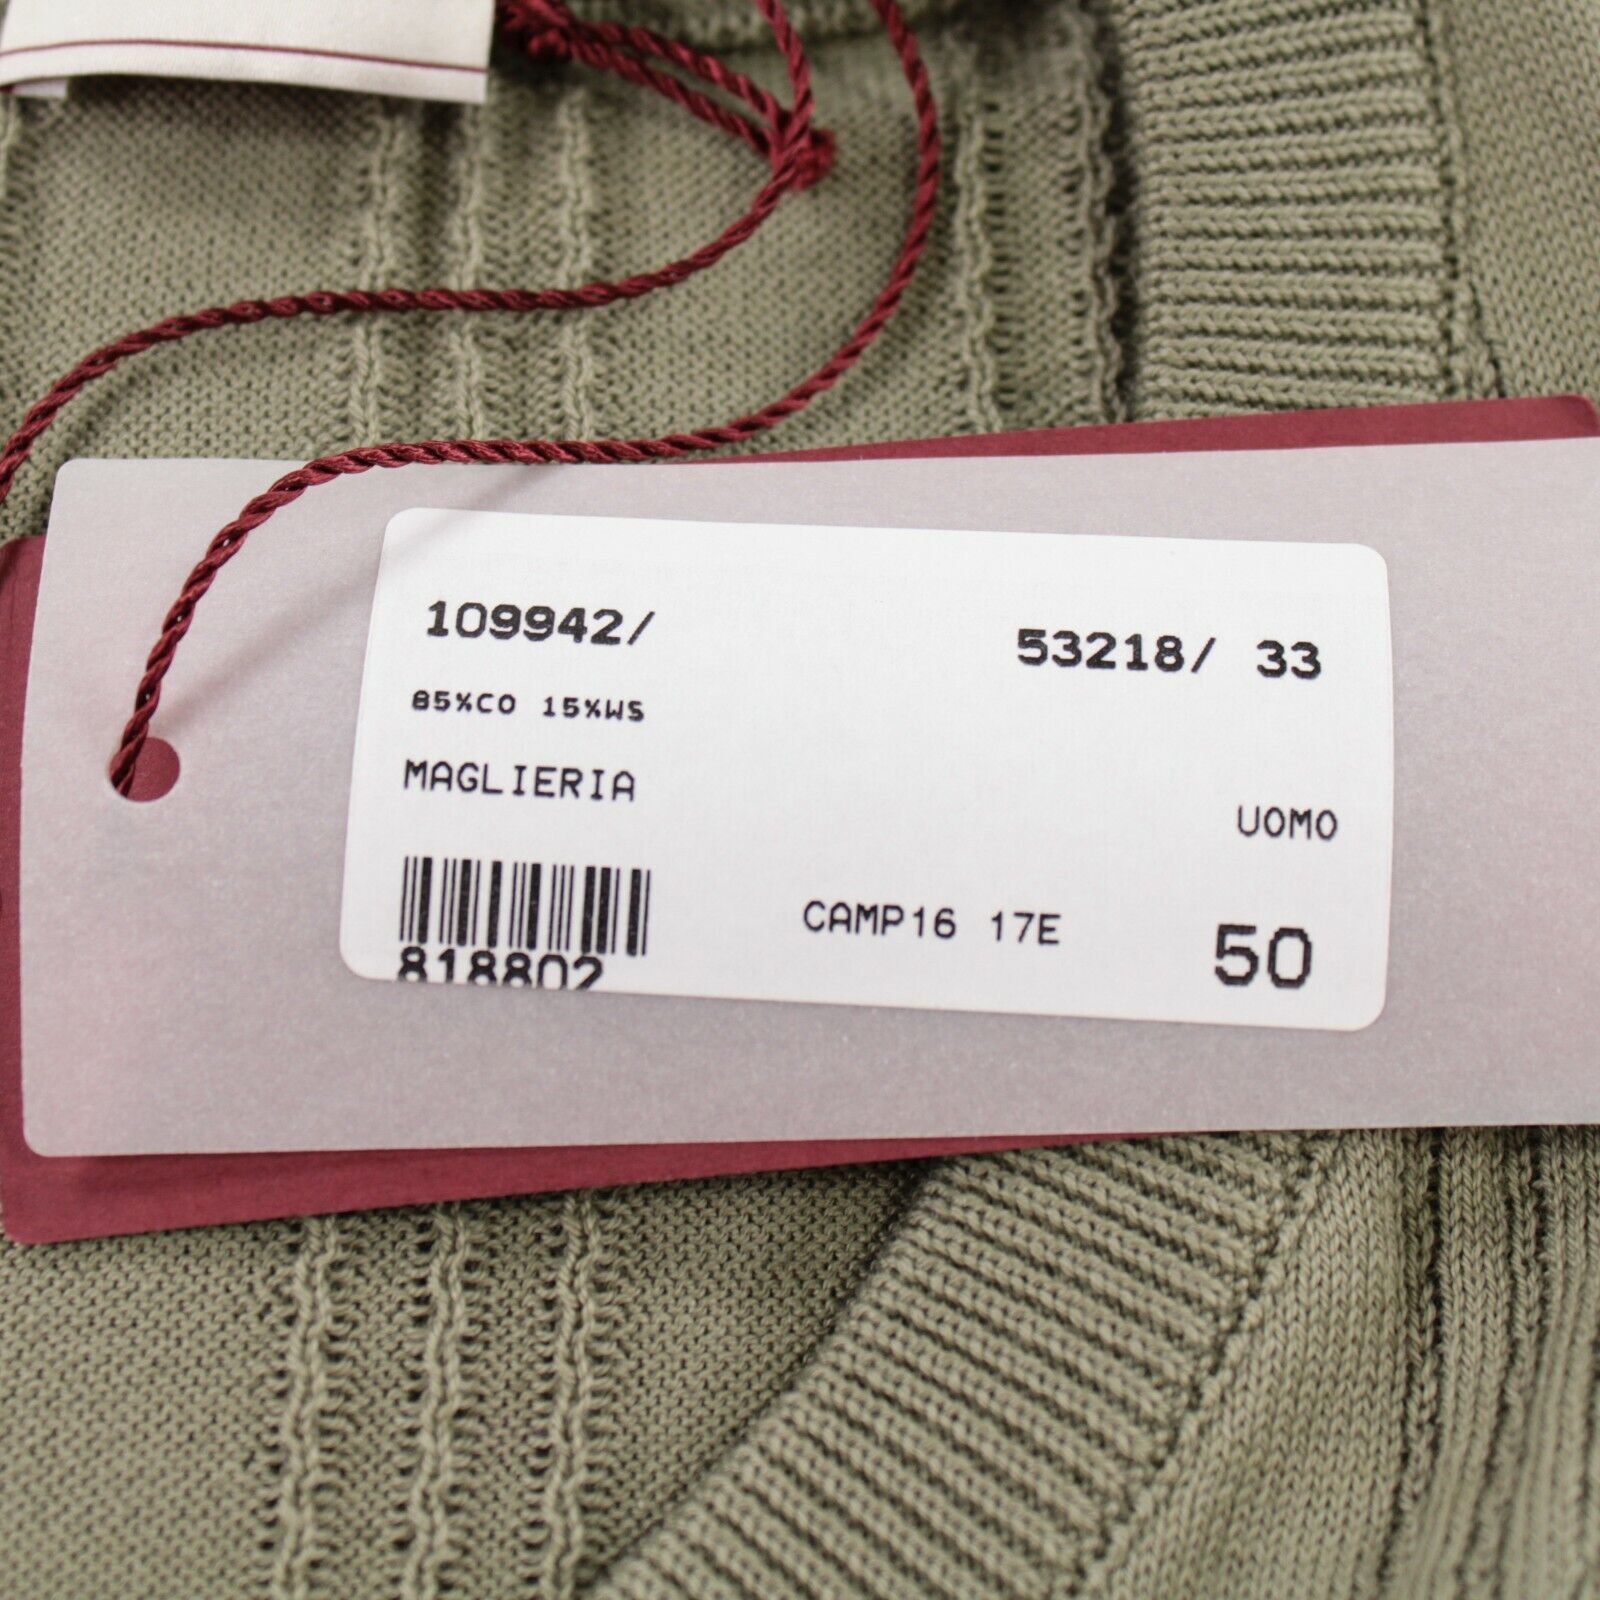 109942/
53218/ 33
85%CO 15%WS
MAGLIERIA
UOMO
CAMP16 17E
50
818802